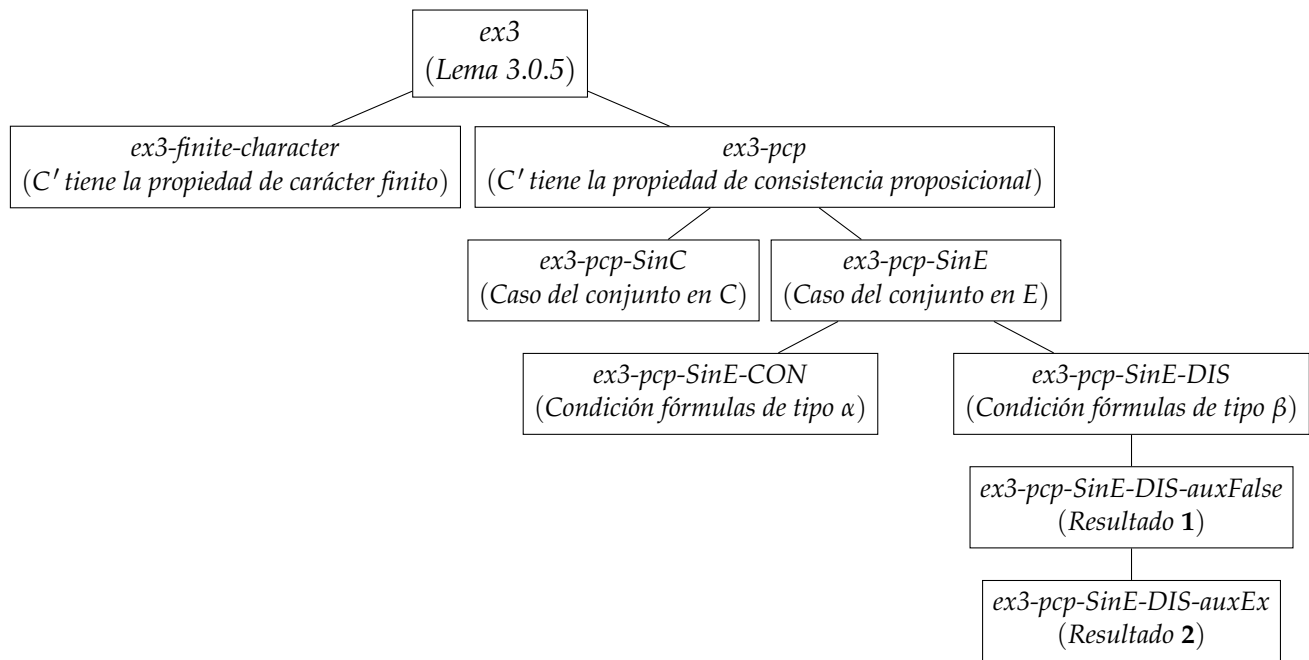 ex3
(Lema 3.0.5)
ex3-finite-character
(C′ tiene la propiedad de carácter finito)
ex3-pcp
(C′ tiene la propiedad de consistencia proposicional)
ex3-pcp-SinC
(Caso del conjunto en C)
ex3-pcp-SinE
(Caso del conjunto en E)
ex3-pcp-SinE-CON
(Condición fórmulas de tipo α)
ex3-pcp-SinE-DIS
(Condición fórmulas de tipo β)
ex3-pcp-SinE-DIS-auxFalse
(Resultado 1)
ex3-pcp-SinE-DIS-auxEx
(Resultado 2)